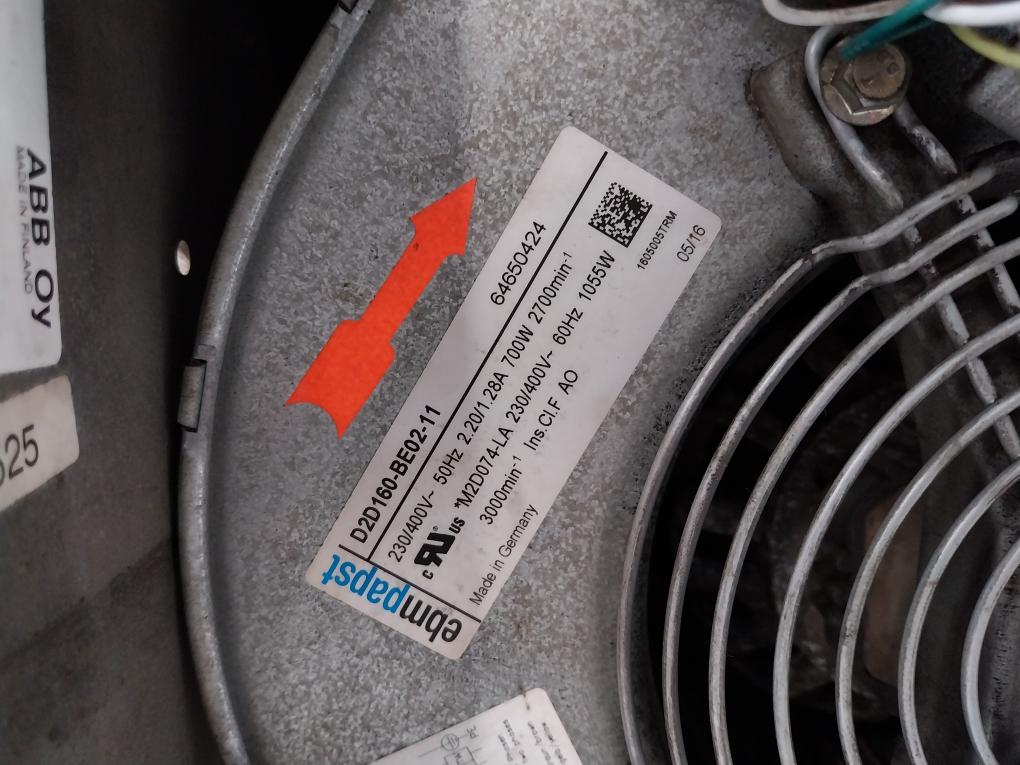 ABB Oy
MADE IN FINLAND
525
ebmpapst
D2D160-BE02-11 64650424
230/400V~ 50Hz 2.20/1.28A 700W 2700min⁻¹
c RU us ® *M2D074-LA 230/400V~ 60Hz 1055W
3000min⁻¹ Ins.Cl.F AO
Made in Germany
1605005TRM
05/16